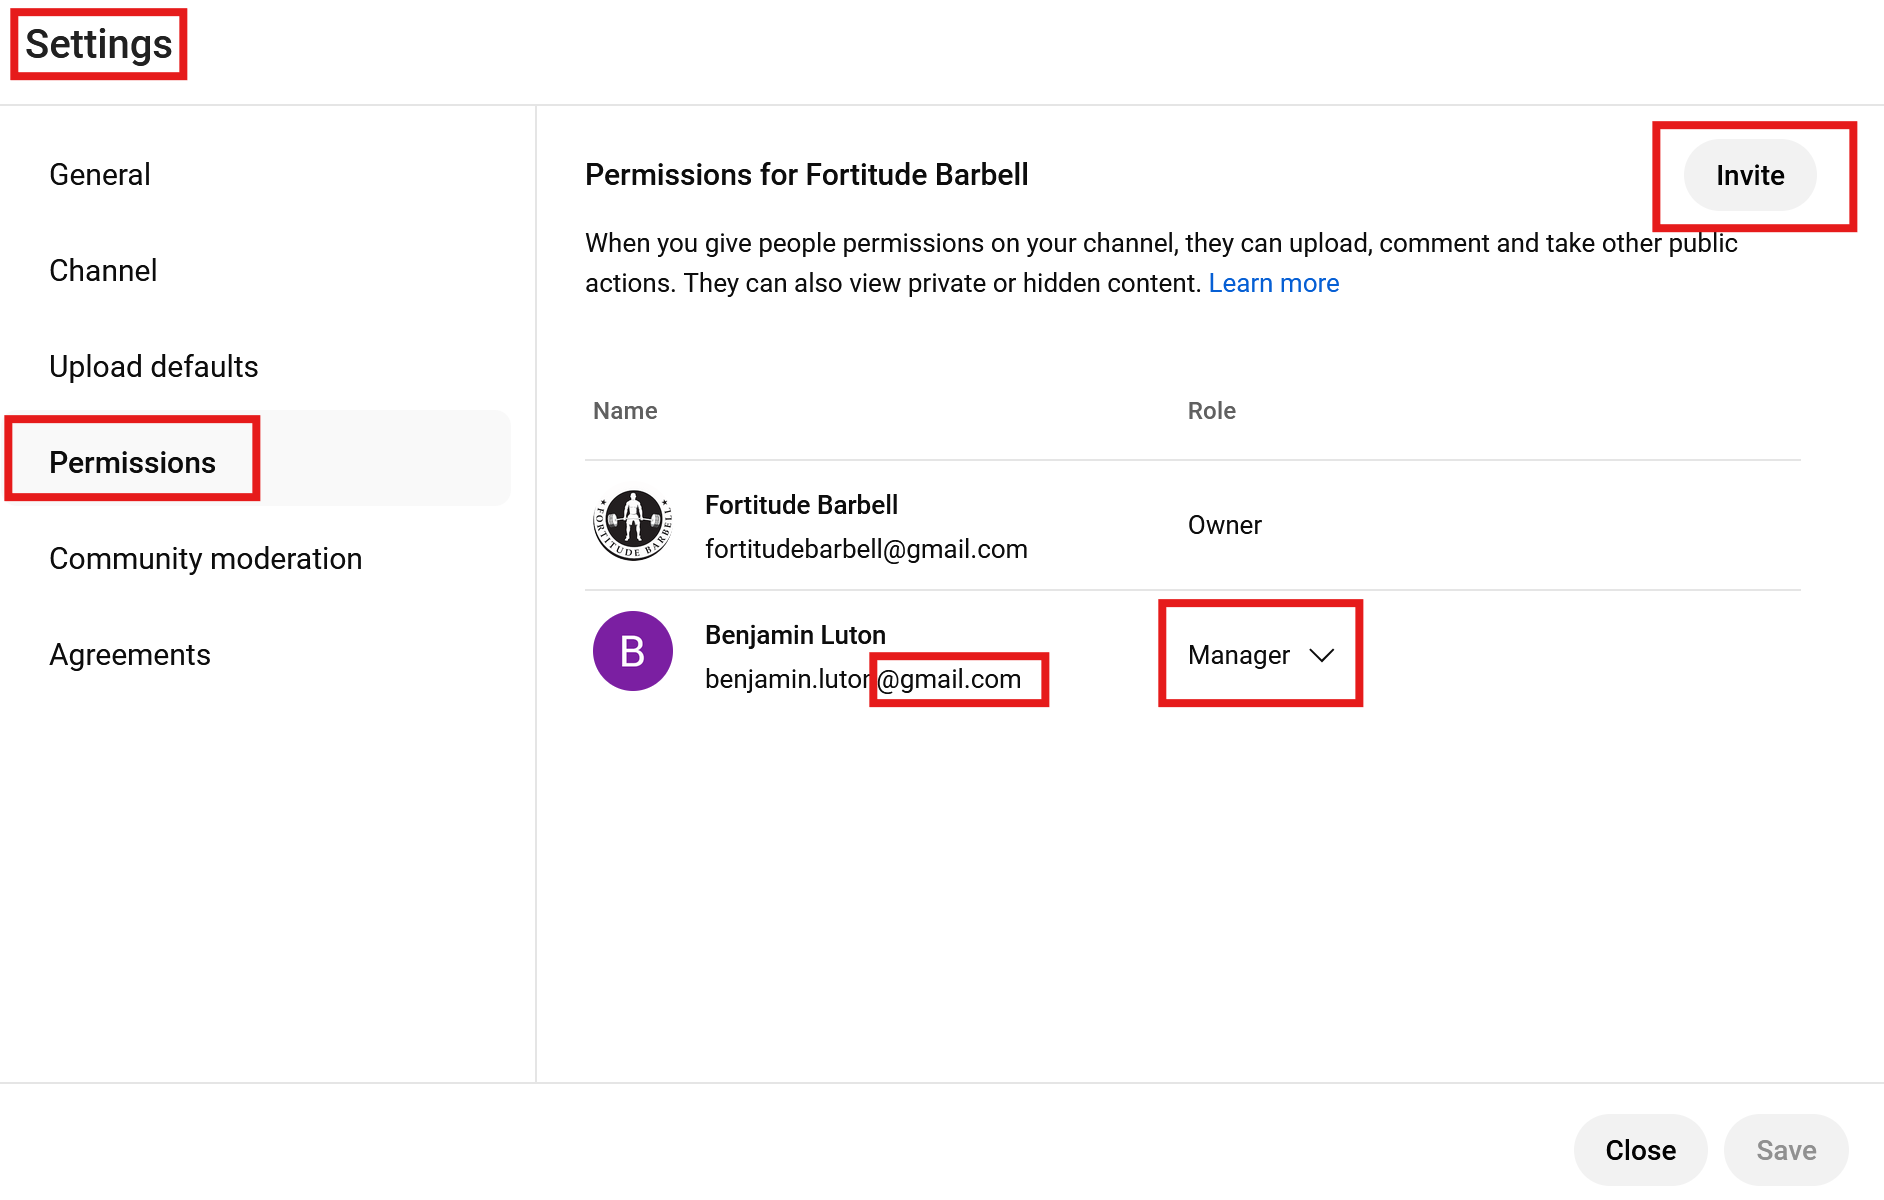 Settings
General
Channel
Upload defaults
Permissions
Community moderation
Agreements
Permissions for Fortitude Barbell
Invite
When you give people permissions on your channel, they can upload, comment and take other public
actions. They can also view private or hidden content. Learn more
Name Role
FORTITUDE BARBELL
Fortitude Barbell
fortitudebarbell@gmail.com
Owner
B
Benjamin Luton
benjamin.luton@gmail.com
Manager
Close Save